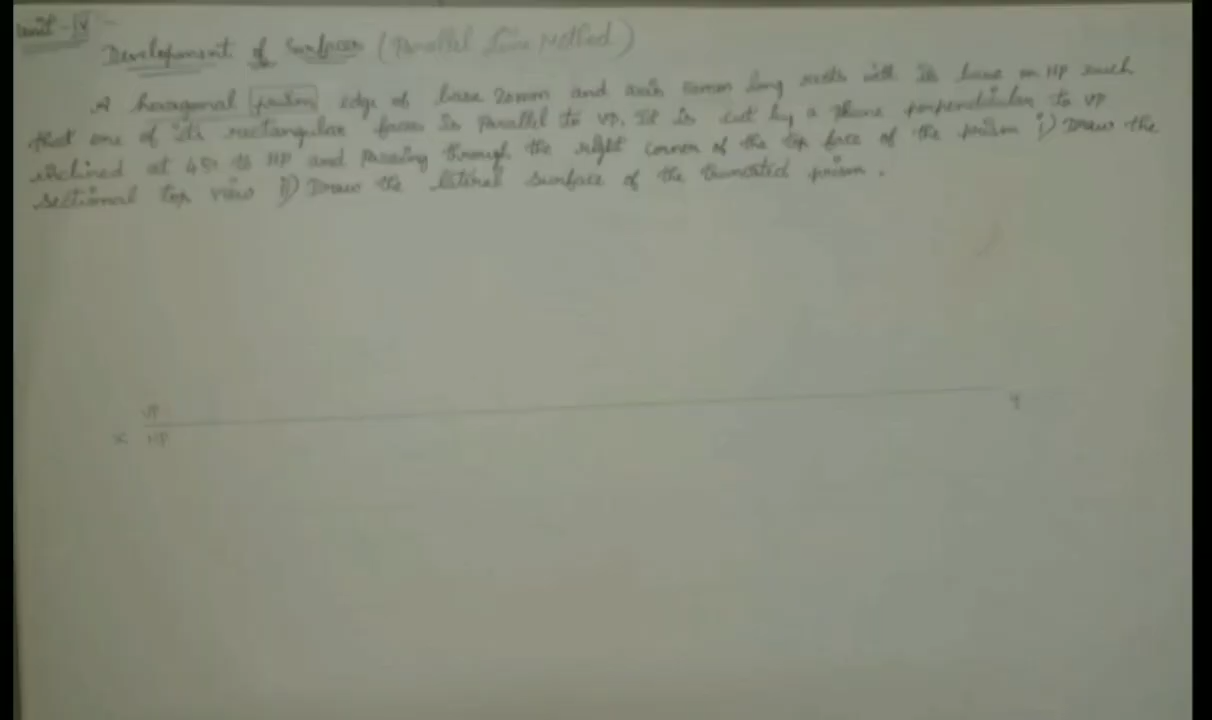 Unit - IV
Development of Surfaces (Parallel Line Method)
A hexagonal prism edge of base 20mm and axis 50mm long rests with its base on HP such
that one of its rectangular faces is parallel to VP. It is cut by a plane perpendicular to VP
inclined at 45° to HP and passing through the right corner of the top face of the prism i) Draw the
sectional top view ii) Draw the lateral surface of the truncated prism.
VP
X HP
Y